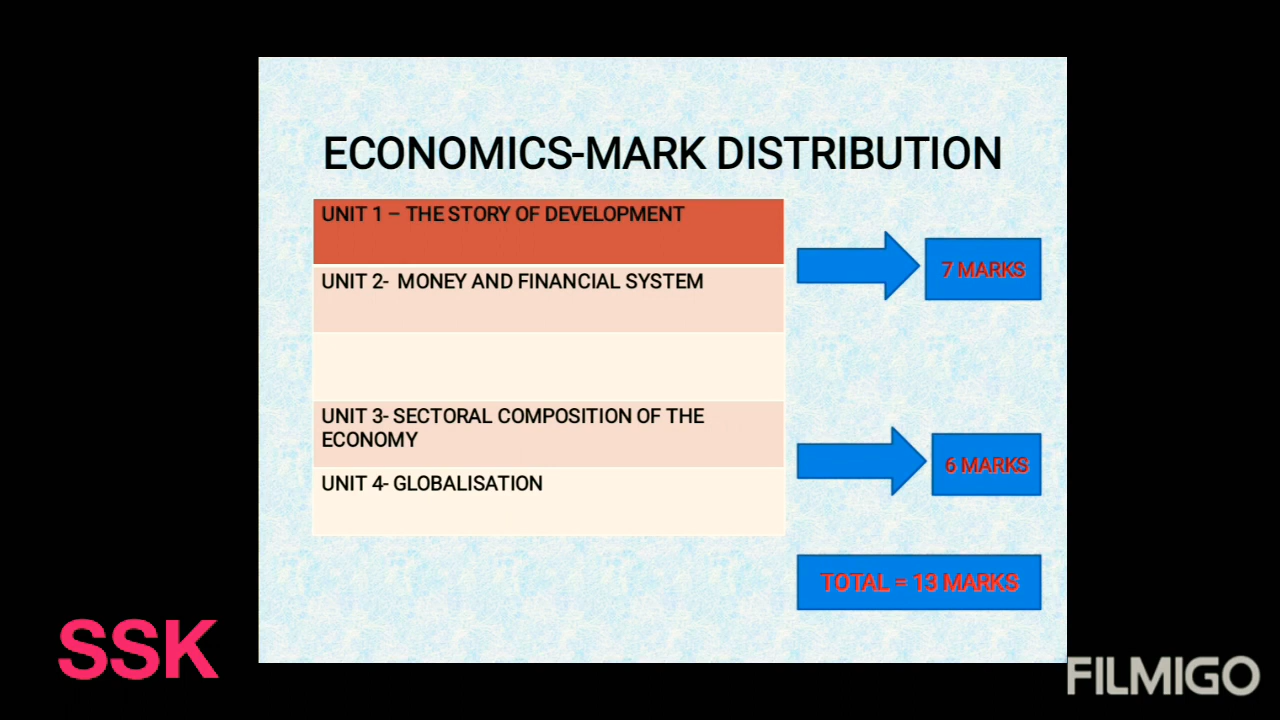 ECONOMICS-MARK DISTRIBUTION
UNIT 1 – THE STORY OF DEVELOPMENT
7 MARKS
UNIT 2- MONEY AND FINANCIAL SYSTEM
UNIT 3- SECTORAL COMPOSITION OF THE
ECONOMY
6 MARKS
UNIT 4- GLOBALISATION
TOTAL = 13 MARKS
SSK
FILMIGO